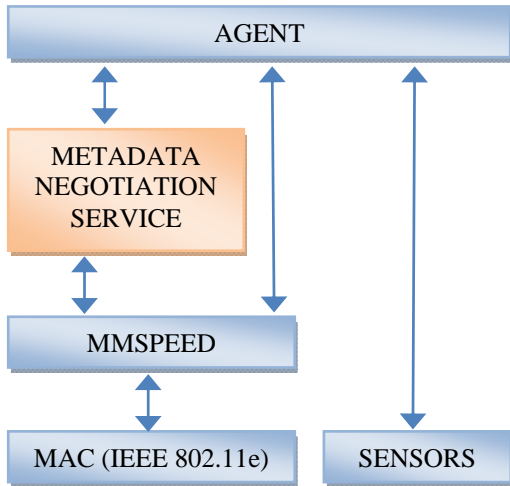 AGENT
METADATA
NEGOTIATION
SERVICE
MMSPEED
MAC (IEEE 802.11e)
SENSORS